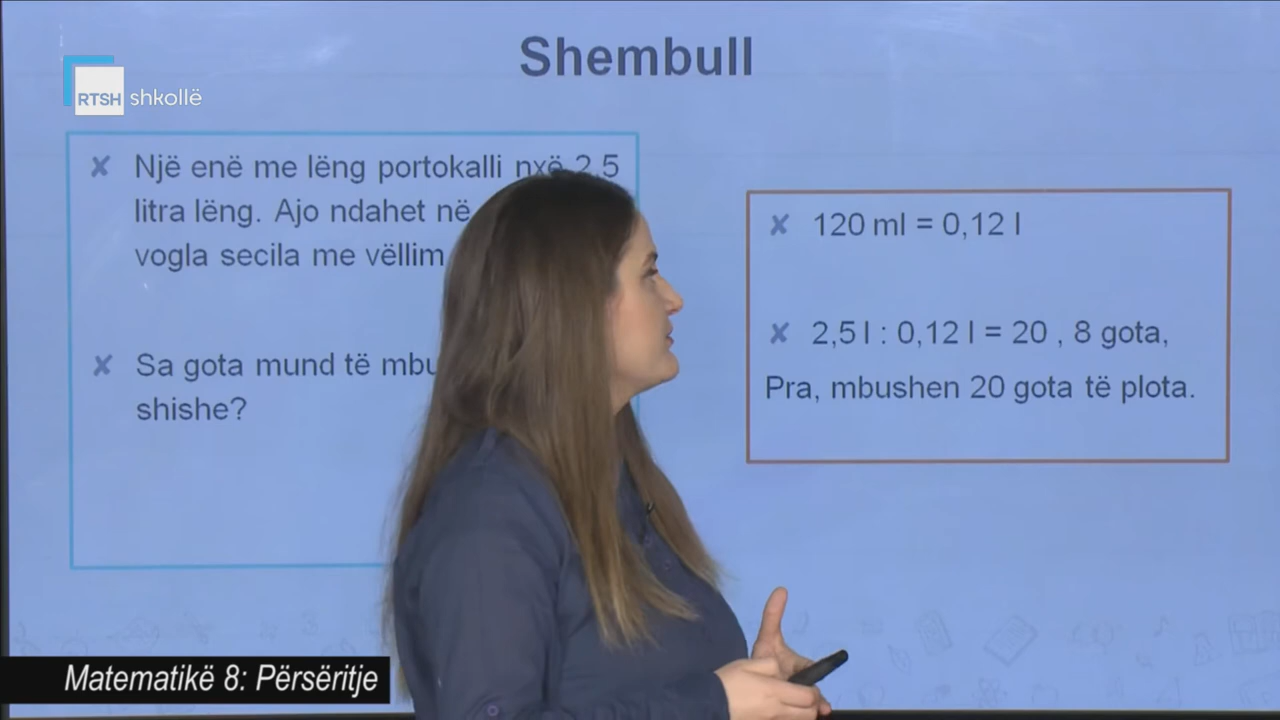 Shembull
RTSH shkollë
✘ Një enë me lëng portokalli nxë 2,5
litra lëng. Ajo ndahet në
vogla secila me vëllim
✘ Sa gota mund të
shishe?
✘ 120 ml = 0,12 l
✘ 2,5 l : 0,12 l = 20 , 8 gota,
Pra, mbushen 20 gota të plota.
Matematikë 8: Përsëritje